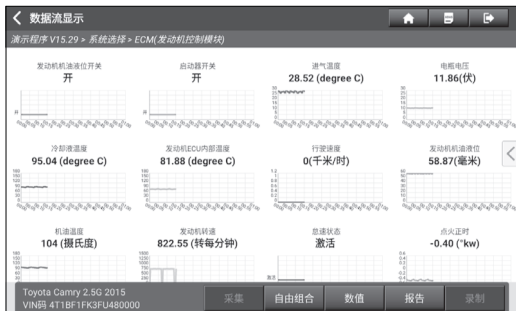 数据流显示
演示程序 V15.29 > 系统选择 > ECM(发动机控制模块)
发动机机油液位开关
开
启动器开关
开
进气温度
28.52 (degree C)
电瓶电压
11.86(伏)
冷却液温度
95.04 (degree C)
发动机ECU内部温度
81.88 (degree C)
行驶速度
0(千米/时)
发动机机油液位
58.87(毫米)
机油温度
104 (摄氏度)
发动机转速
822.55 (转每分钟)
怠速状态
激活
点火正时
-0.40 (°kw)
Toyota Camry 2.5G 2015
VIN码 4T1BF1FK3FU480000
采集
自由组合
数值
报告
录制